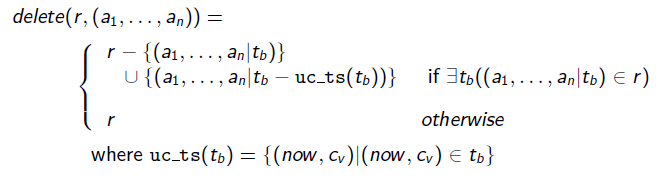 delete(r, (a₁, . . . , aₙ)) =
r − {(a₁, . . . , aₙ|t_b)}
∪ {(a₁, . . . , aₙ|t_b − uc_ts(t_b))} if ∃t_b((a₁, . . . , aₙ|t_b) ∈ r)
r otherwise
where uc_ts(t_b) = {(now, c_v)|(now, c_v) ∈ t_b}